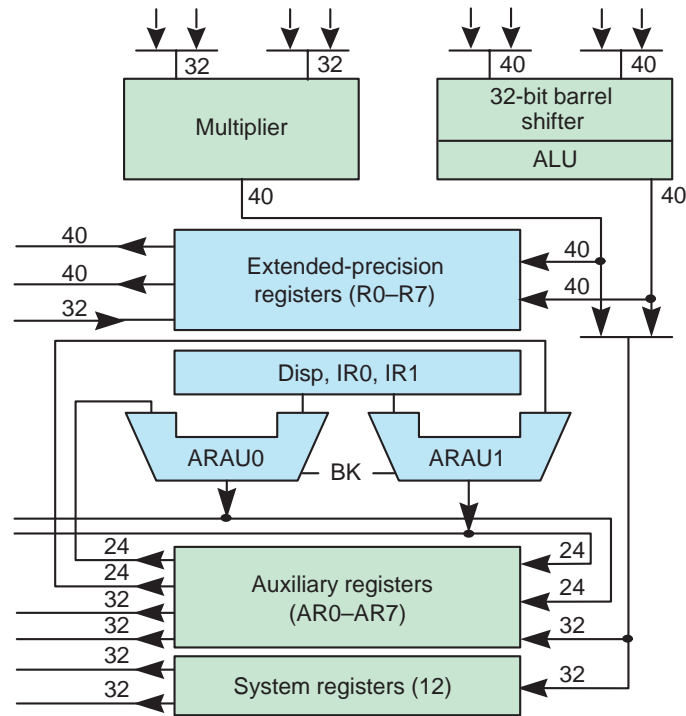 32 32 40 40
Multiplier
32-bit barrel
shifter
ALU
40 40
40 40
Extended-precision
registers (R0–R7)
40 40
32
Disp, IR0, IR1
ARAU0 BK ARAU1
24 24
24 24
Auxiliary registers
(AR0–AR7)
32
32 32
32 32
System registers (12)
32